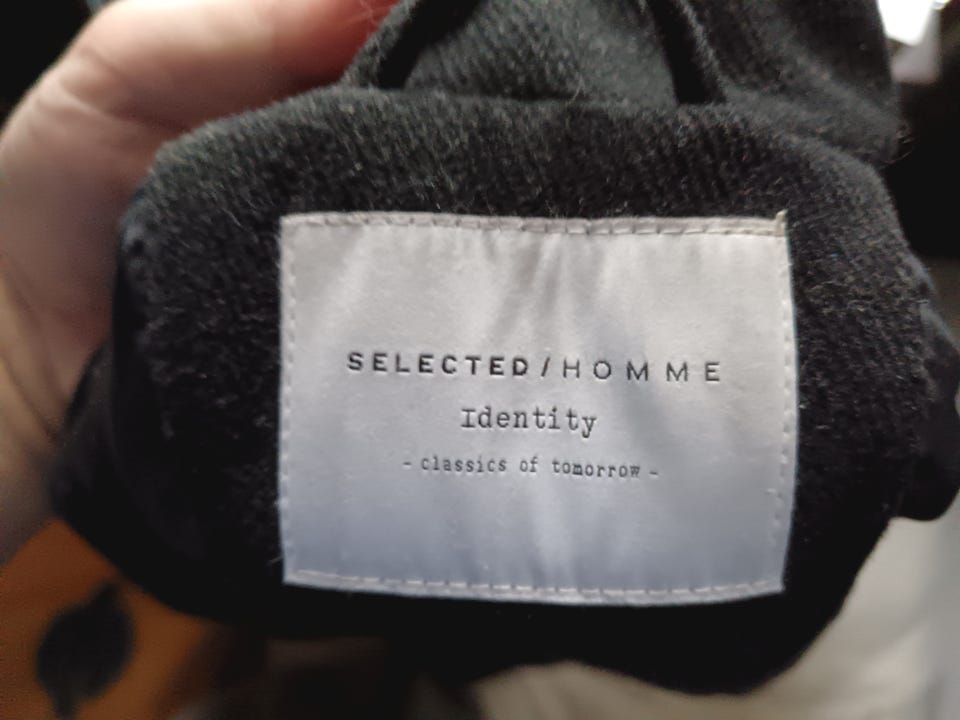 SELECTED/HOMME
Identity
- classics of tomorrow -